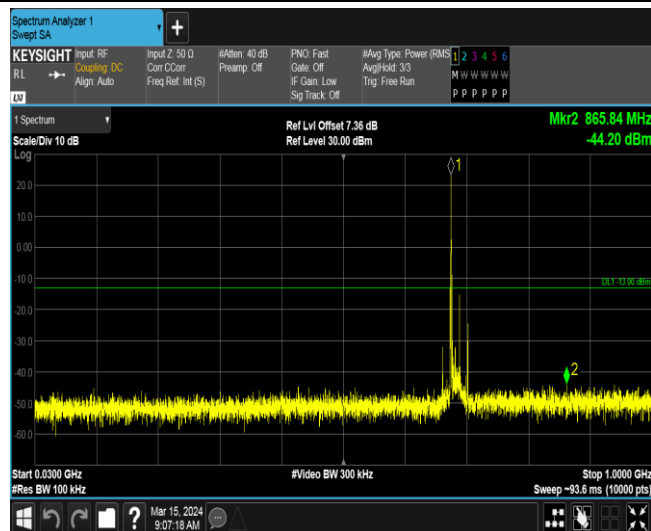 Spectrum Analyzer 1
Swept SA
+
KEYSIGHT
RL
LXI
Input: RF
Coupling: DC
Align: Auto
Input Z: 50 Ω
Corr CCorr
Freq Ref: Int (S)
#Atten: 40 dB
Preamp: Off
PNO: Fast
Gate: Off
IF Gain: Low
Sig Track: Off
#Avg Type: Power (RMS
Avg|Hold: 3/3
Trig: Free Run
1 2 3 4 5 6
M W W W W W
P P P P P P
1 Spectrum
Scale/Div 10 dB
Log
Ref Lvl Offset 7.36 dB
Ref Level 30.00 dBm
Mkr2 865.84 MHz
-44.20 dBm
1
20.0
10.0
0.00
-10.0
DL1 -13.00 dBm
-20.0
-30.0
-40.0
2
-50.0
-60.0
Start 0.0300 GHz
#Res BW 100 kHz
#Video BW 300 kHz
Stop 1.0000 GHz
Sweep ~93.6 ms (10000 pts)
?
Mar 15, 2024
9:07:18 AM